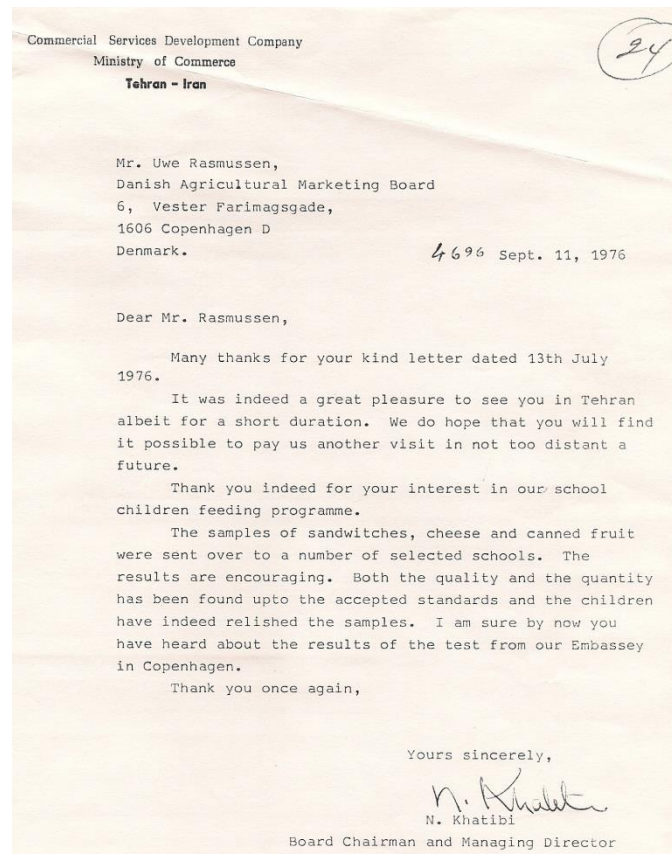 Commercial Services Development Company
Ministry of Commerce
Tehran - Iran
24
Mr. Uwe Rasmussen,
Danish Agricultural Marketing Board
6, Vester Farimagsgade,
1606 Copenhagen D
Denmark.
4696 Sept. 11, 1976
Dear Mr. Rasmussen,
Many thanks for your kind letter dated 13th July
1976.
It was indeed a great pleasure to see you in Tehran
albeit for a short duration. We do hope that you will find
it possible to pay us another visit in not too distant a
future.
Thank you indeed for your interest in our school
children feeding programme.
The samples of sandwitches, cheese and canned fruit
were sent over to a number of selected schools. The
results are encouraging. Both the quality and the quantity
has been found upto the accepted standards and the children
have indeed relished the samples. I am sure by now you
have heard about the results of the test from our Embassey
in Copenhagen.
Thank you once again,
Yours sincerely,
N. Khatibi
N. Khatibi
Board Chairman and Managing Director